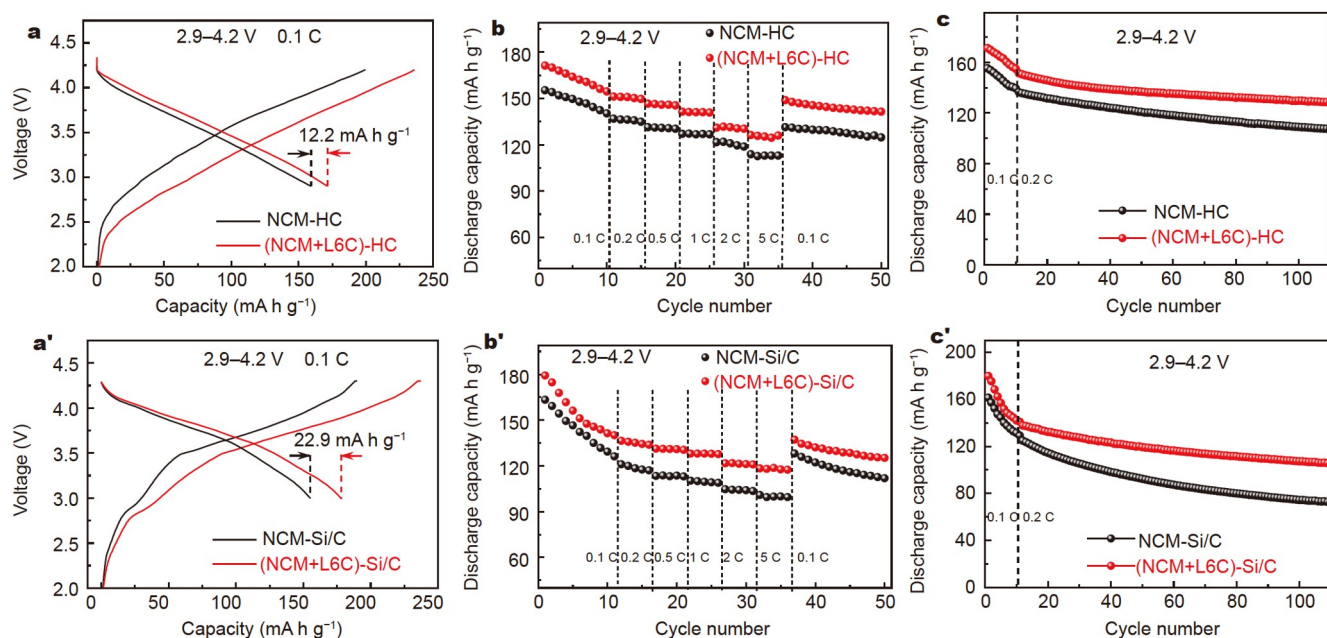 a
2.9–4.2 V 0.1 C
Voltage (V)
4.5
4.0
3.5
3.0
2.5
2.0
12.2 mA h g⁻¹
NCM-HC
(NCM+L6C)-HC
0 50 100 150 200 250
Capacity (mA h g⁻¹)
b
2.9–4.2 V
NCM-HC
(NCM+L6C)-HC
Discharge capacity (mA h g⁻¹)
180
150
120
90
60
0.1 C 0.2 C 0.5 C 1 C 2 C 5 C 0.1 C
0 10 20 30 40 50
Cycle number
c
2.9–4.2 V
Discharge capacity (mA h g⁻¹)
160
120
80
40
0
0.1 C 0.2 C
NCM-HC
(NCM+L6C)-HC
0 20 40 60 80 100
Cycle number
a'
2.9–4.2 V 0.1 C
Voltage (V)
4.5
4.0
3.5
3.0
2.5
2.0
22.9 mA h g⁻¹
NCM-Si/C
(NCM+L6C)-Si/C
0 50 100 150 200 250
Capacity (mA h g⁻¹)
b'
2.9–4.2 V
NCM-Si/C
(NCM+L6C)-Si/C
Discharge capacity (mA h g⁻¹)
180
150
120
90
60
0.1 C 0.2 C 0.5 C 1 C 2 C 5 C 0.1 C
0 10 20 30 40 50
Cycle number
c'
2.9–4.2 V
Discharge capacity (mA h g⁻¹)
200
160
120
80
40
0
0.1 C 0.2 C
NCM-Si/C
(NCM+L6C)-Si/C
0 20 40 60 80 100
Cycle number